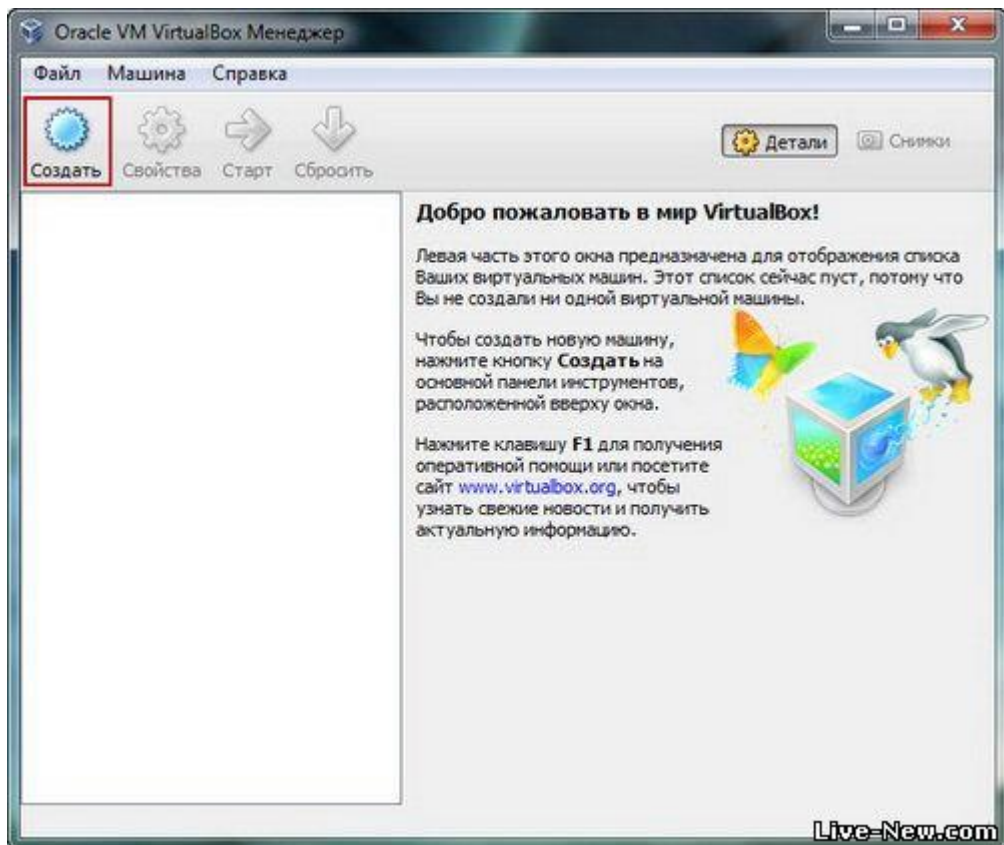 Oracle VM VirtualBox Менеджер
Файл Машина Справка
Создать Свойства Старт Сбросить Детали Снимки
Добро пожаловать в мир VirtualBox!
Левая часть этого окна предназначена для отображения списка
Ваших виртуальных машин. Этот список сейчас пуст, потому что
Вы не создали ни одной виртуальной машины.
Чтобы создать новую машину,
нажмите кнопку Создать на
основной панели инструментов,
расположенной вверху окна.
Нажмите клавишу F1 для получения
оперативной помощи или посетите
сайт www.virtualbox.org, чтобы
узнать свежие новости и получить
актуальную информацию.
Live-New.com